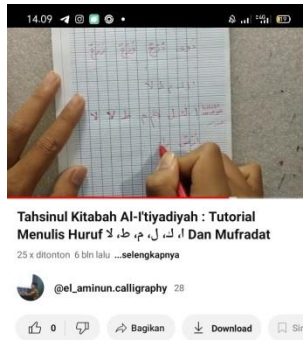 14.09
Tahsinul Kitabah Al-I'tiyadiyah : Tutorial
Menulis Huruf ا، ك، ل، م، ط، لا Dan Mufradat
25 x ditonton 6 bln lalu ...selengkapnya
@el_aminun.calligraphy 28
0 Bagikan Download